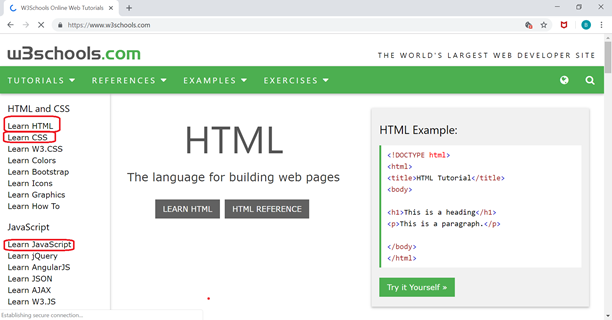 W3Schools Online Web Tutorials
https://www.w3schools.com
w3schools.com
THE WORLD'S LARGEST WEB DEVELOPER SITE
TUTORIALS REFERENCES EXAMPLES EXERCISES
HTML and CSS
Learn HTML
Learn CSS
Learn W3.CSS
Learn Colors
Learn Bootstrap
Learn Icons
Learn Graphics
Learn How To
JavaScript
Learn JavaScript
Learn jQuery
Learn AngularJS
Learn JSON
Learn AJAX
Learn W3.JS
HTML
The language for building web pages
LEARN HTML HTML REFERENCE
HTML Example:
<!DOCTYPE html>
<html>
<title>HTML Tutorial</title>
<body>
<h1>This is a heading</h1>
<p>This is a paragraph.</p>
</body>
</html>
Try it Yourself »
Establishing secure connection...